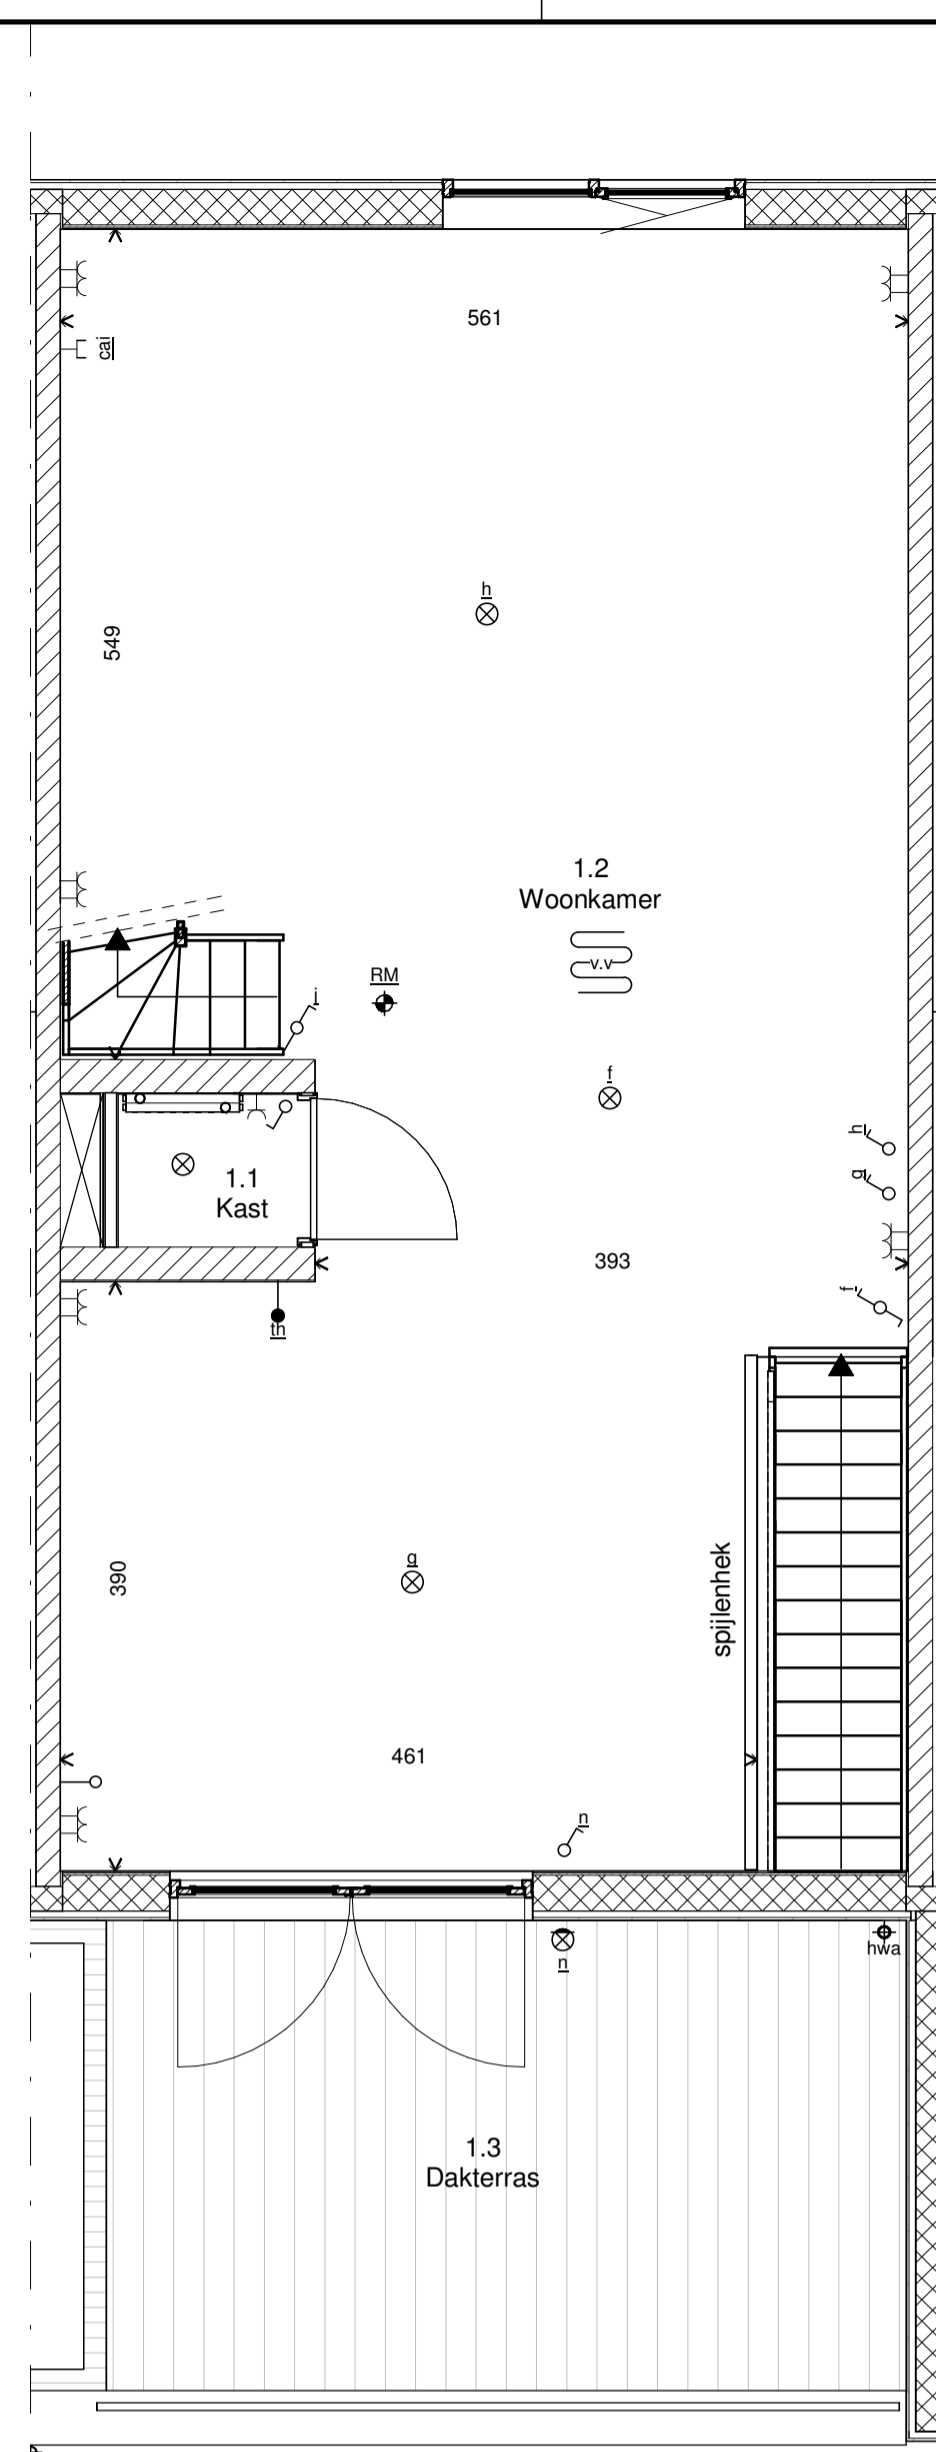 561
cai
h
549
1.2
Woonkamer
v.v
RM
j
f
h
g
1.1
Kast
393
f
th
g
390
spijlenhek
461
n
n
hwa
1.3
Dakterras